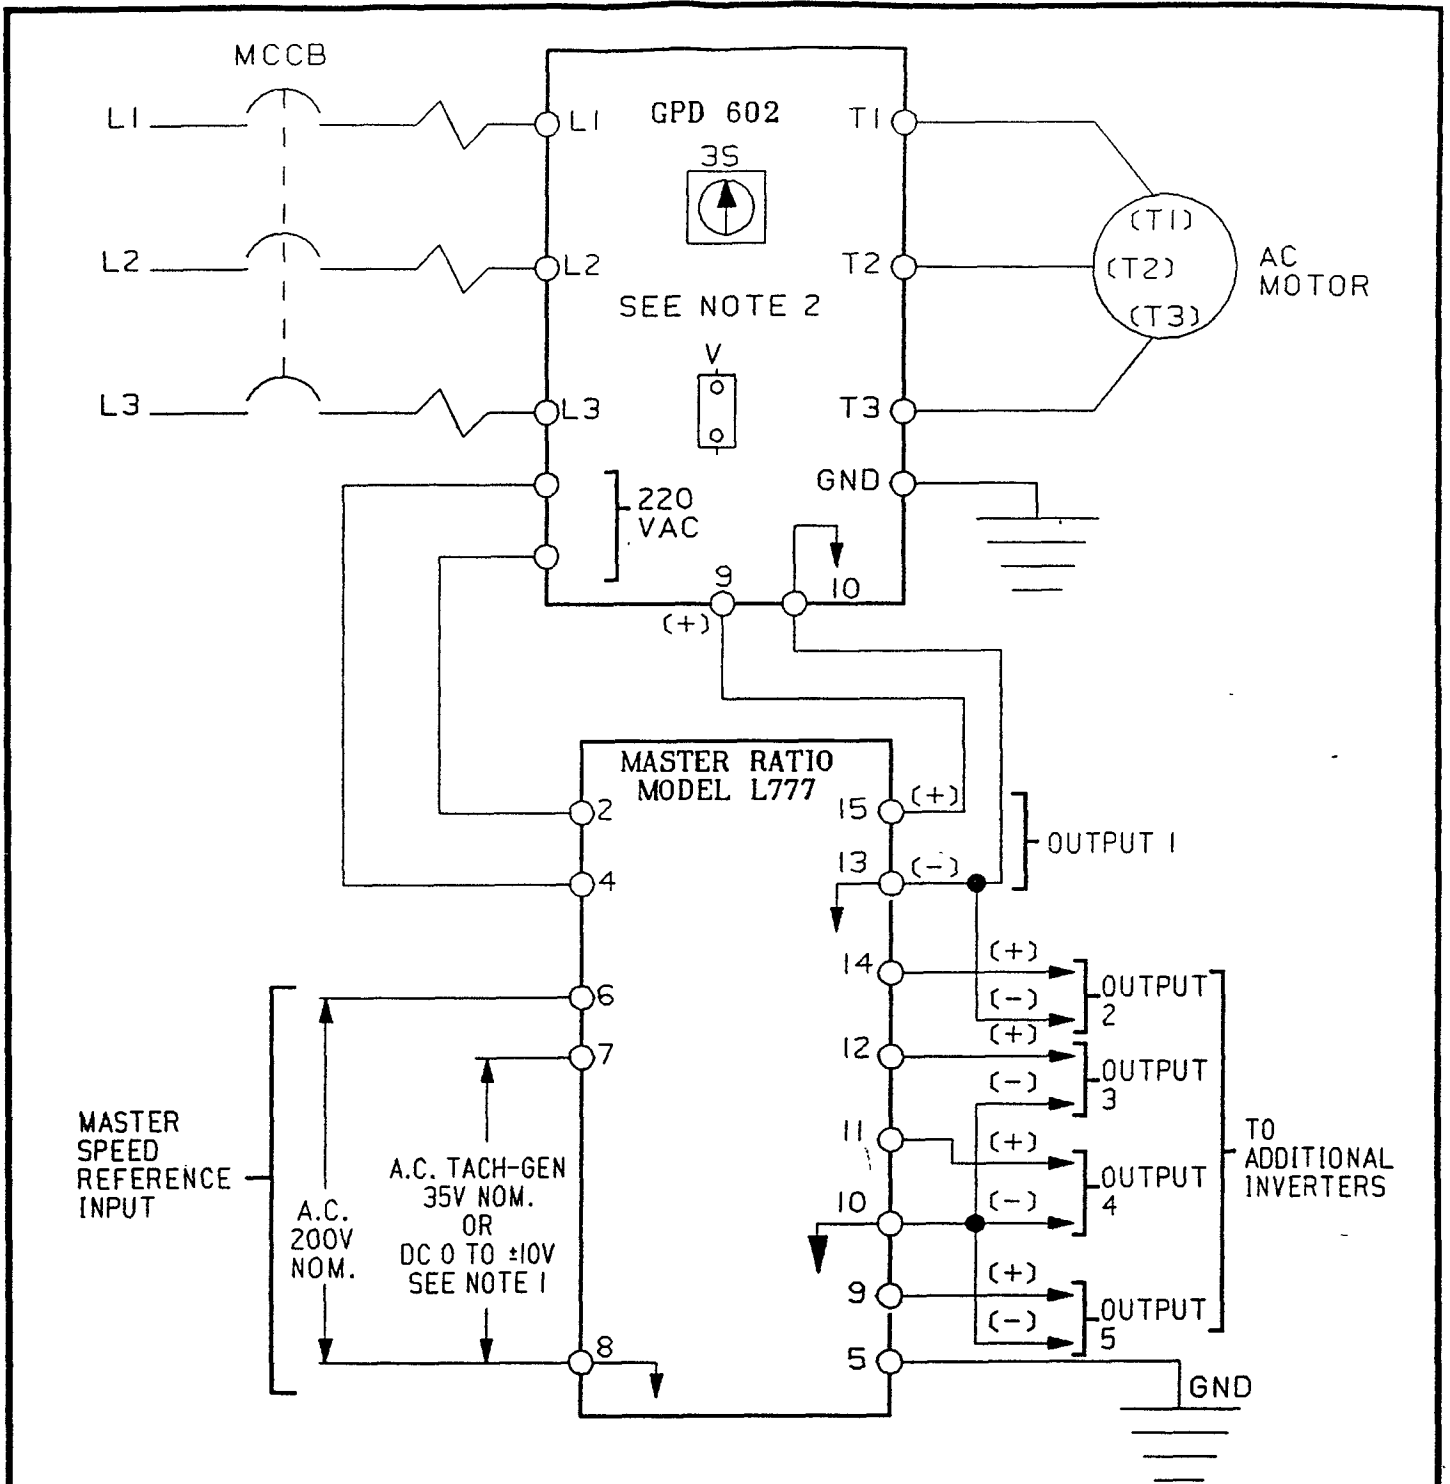 MCCB
L1
L1
GPD 602
T1
3S
(T1)
L2
L2
T2
(T2)
AC
MOTOR
SEE NOTE 2
(T3)
V
L3
L3
T3
GND
220
VAC
9
10
(+)
MASTER RATIO
MODEL L777
2
15
(+)
OUTPUT 1
13
(-)
4
14
(+)
OUTPUT
2
(-)
6
12
(+)
OUTPUT
3
(-)
7
11
(+)
OUTPUT
4
(-)
10
TO
ADDITIONAL
INVERTERS
MASTER
SPEED
REFERENCE
INPUT
A.C.
200V
NOM.
A.C. TACH-GEN
35V NOM.
OR
DC 0 TO ±10V
SEE NOTE 1
9
(+)
OUTPUT
5
(-)
8
5
GND